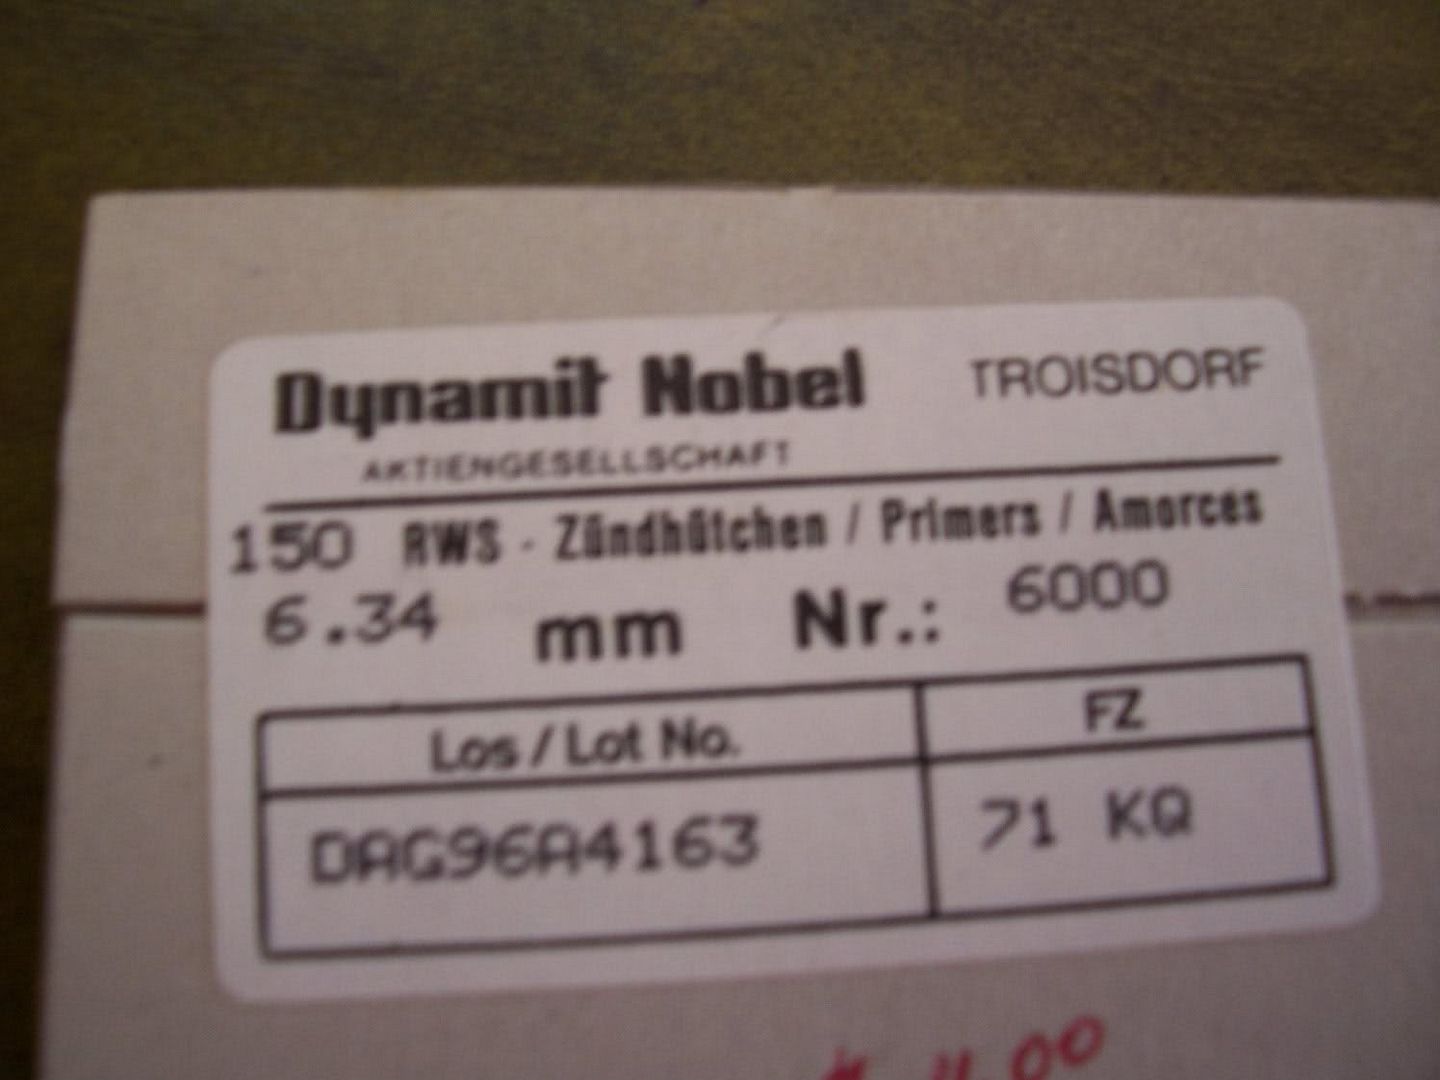 Dynamit Nobel TROISDORF
AKTIENGESELLSCHAFT
150 RWS - Zündhütchen / Primers / Amorces
6.34 mm Nr.: 6000
Los / Lot No. FZ
DAG96A4163 71 KQ